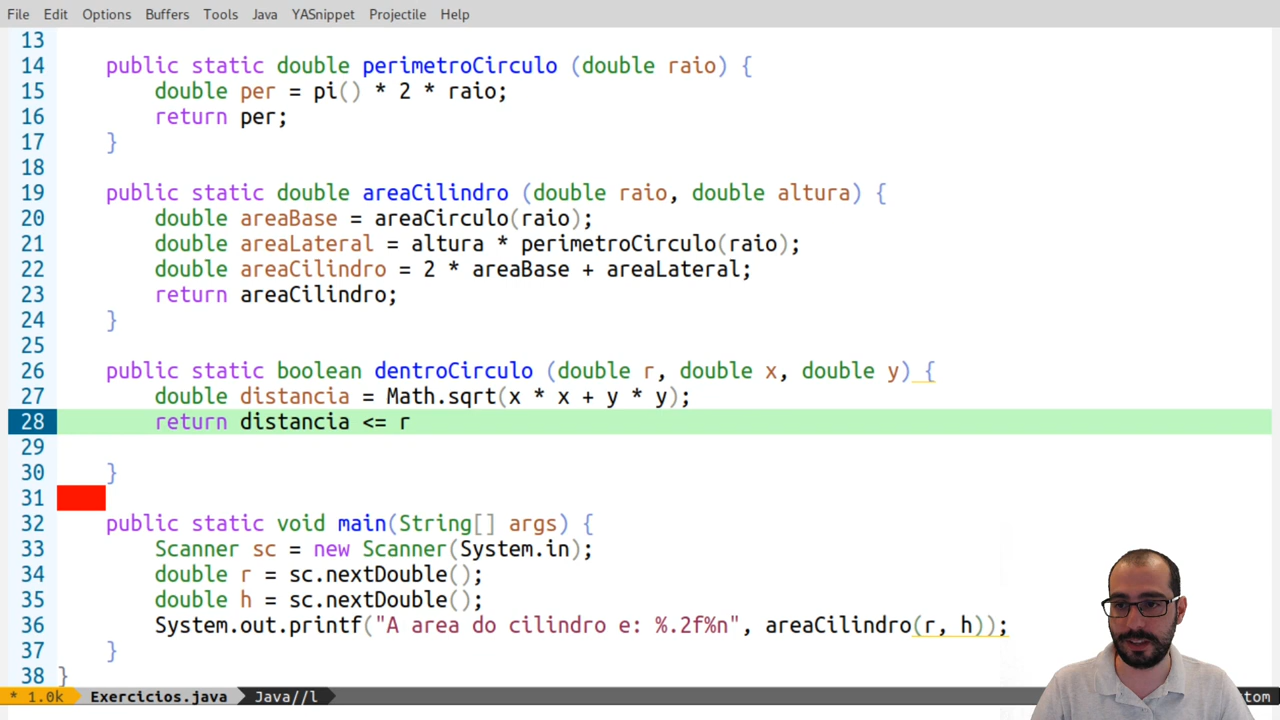 File Edit Options Buffers Tools Java YASnippet Projectile Help
13
14 public static double perimetroCirculo (double raio) {
15 double per = pi() * 2 * raio;
16 return per;
17 }
18
19 public static double areaCilindro (double raio, double altura) {
20 double areaBase = areaCirculo(raio);
21 double areaLateral = altura * perimetroCirculo(raio);
22 double areaCilindro = 2 * areaBase + areaLateral;
23 return areaCilindro;
24 }
25
26 public static boolean dentroCirculo (double r, double x, double y) {
27 double distancia = Math.sqrt(x * x + y * y);
28 return distancia <= r
29
30 }
31
32 public static void main(String[] args) {
33 Scanner sc = new Scanner(System.in);
34 double r = sc.nextDouble();
35 double h = sc.nextDouble();
36 System.out.printf("A area do cilindro e: %.2f%n", areaCilindro(r, h));
37 }
38 }
* 1.0k Exercicios.java Java//l tom